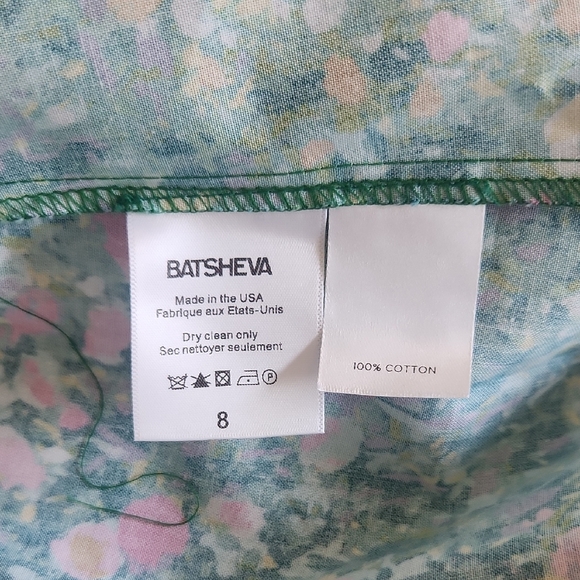 BATSHEVA
Made in the USA
Fabrique aux Etats-Unis
Dry clean only
Sec nettoyer seulement
P
8
100% COTTON